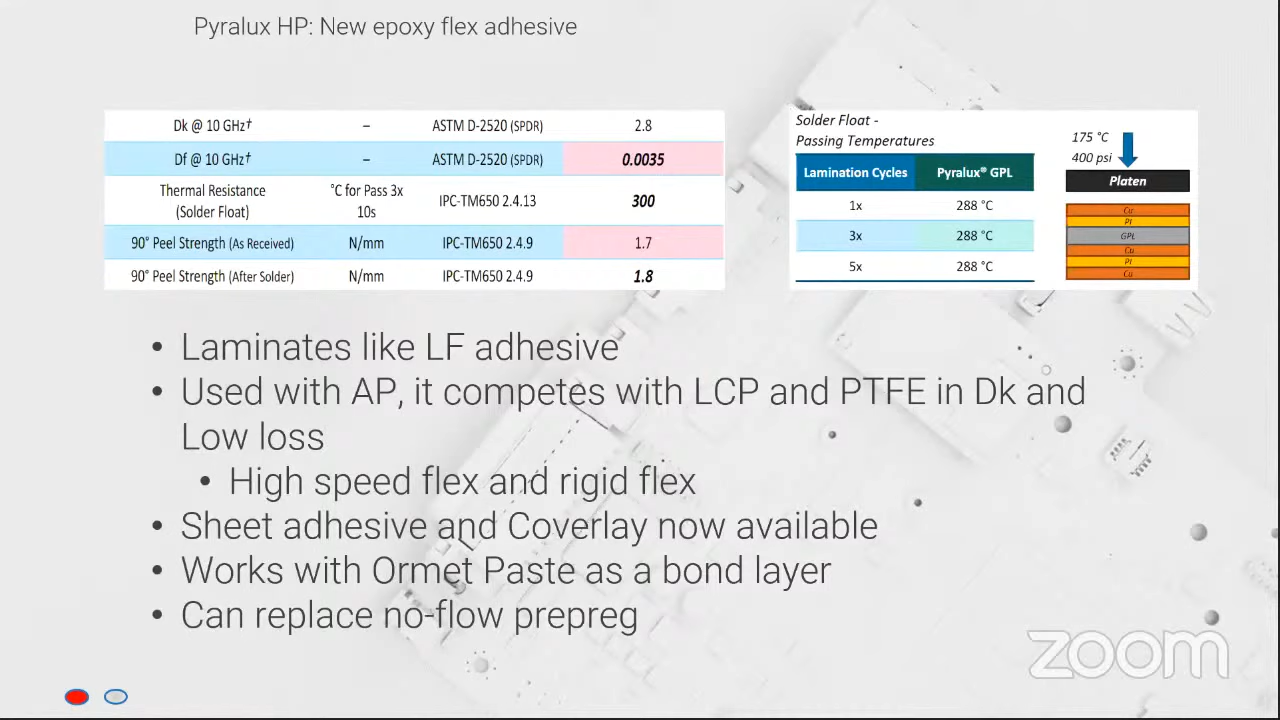 Pyralux HP: New epoxy flex adhesive
Dk @ 10 GHz† – ASTM D-2520 (SPDR) 2.8
Df @ 10 GHz† – ASTM D-2520 (SPDR) 0.0035
Thermal Resistance
(Solder Float)
°C for Pass 3x
10s
IPC-TM650 2.4.13 300
90° Peel Strength (As Received) N/mm IPC-TM650 2.4.9 1.7
90° Peel Strength (After Solder) N/mm IPC-TM650 2.4.9 1.8
Solder Float -
Passing Temperatures
Lamination Cycles Pyralux® GPL
1x 288 °C
3x 288 °C
5x 288 °C
175 °C
400 psi
Platen
Cu
PI
GPL
Cu
PI
Cu
• Laminates like LF adhesive
• Used with AP, it competes with LCP and PTFE in Dk and
Low loss
• High speed flex and rigid flex
• Sheet adhesive and Coverlay now available
• Works with Ormet Paste as a bond layer
• Can replace no-flow prepreg
zoom